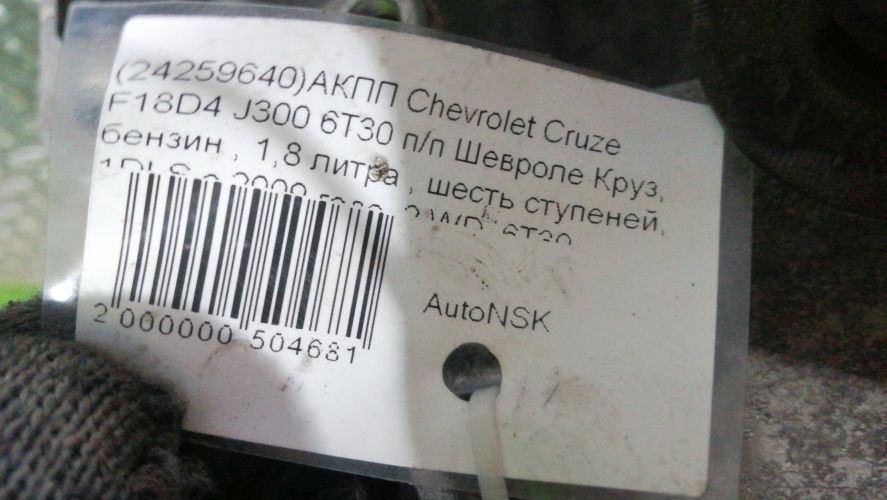 (24259640)АКПП Chevrolet Cruze
F18D4 J300 6T30 п/п Шевроле Круз,
бензин , 1,8 литра , шесть ступеней,
6T30
AutoNSK
2 000000 504681